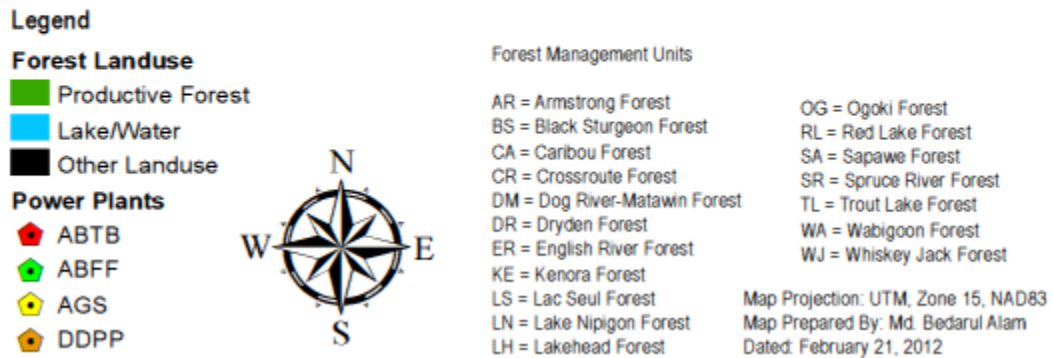 Legend
Forest Landuse
Productive Forest
Lake/Water
Other Landuse
Power Plants
ABTB
ABFF
AGS
DDPP
N
W
E
S
Forest Management Units
AR = Armstrong Forest
BS = Black Sturgeon Forest
CA = Caribou Forest
CR = Crossroute Forest
DM = Dog River-Matawin Forest
DR = Dryden Forest
ER = English River Forest
KE = Kenora Forest
LS = Lac Seul Forest
LN = Lake Nipigon Forest
LH = Lakehead Forest
OG = Ogoki Forest
RL = Red Lake Forest
SA = Sapawe Forest
SR = Spruce River Forest
TL = Trout Lake Forest
WA = Wabigoon Forest
WJ = Whiskey Jack Forest
Map Projection: UTM, Zone 15, NAD83
Map Prepared By: Md. Bedarul Alam
Dated: February 21, 2012